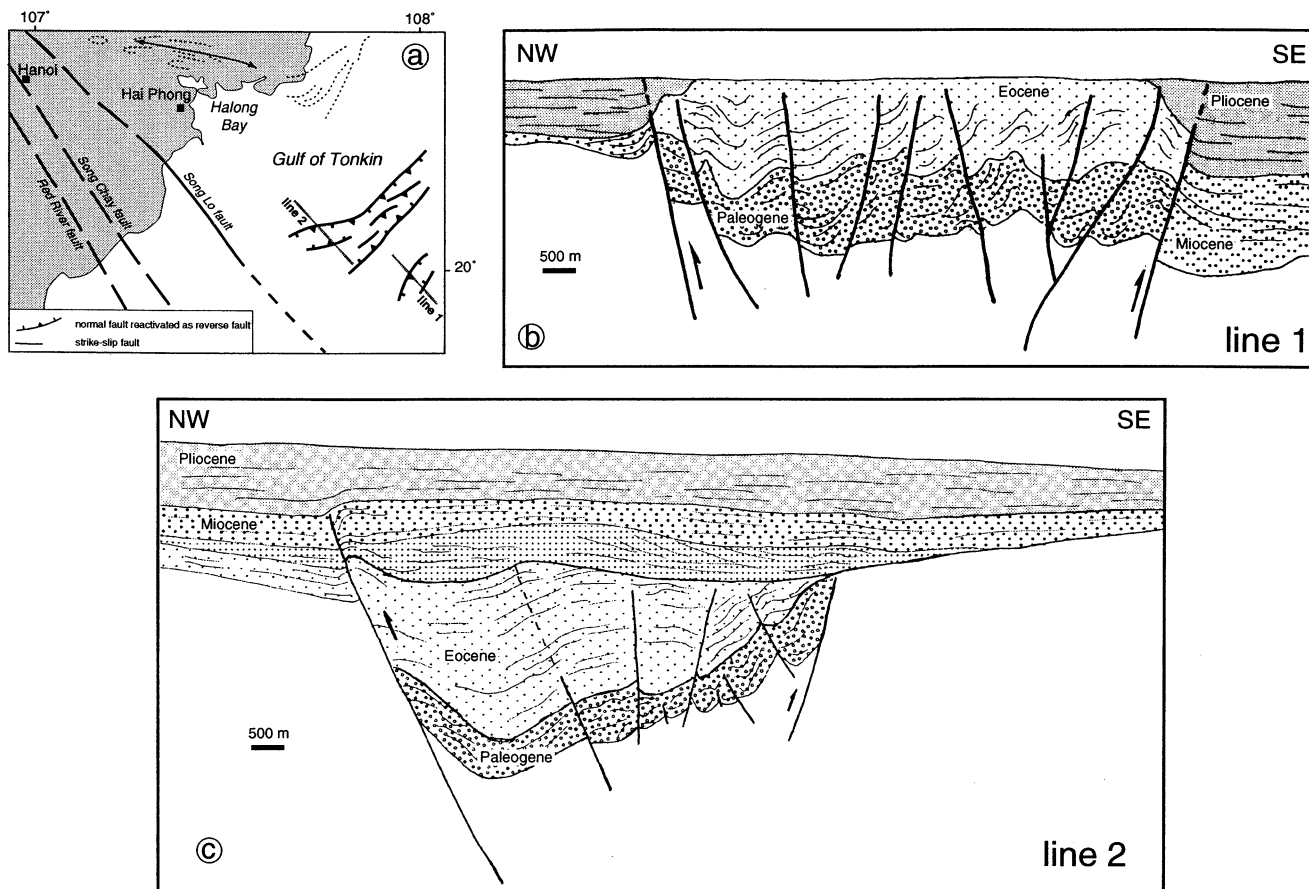 107°
108°
a
Hanoi
Hai Phong
Halong
Bay
Gulf of Tonkin
Song Chay fault
Red River fault
Song Lo fault
line 2
20°
line 1
normal fault reactivated as reverse fault
strike-slip fault
NW
SE
Eocene
Pliocene
Paleogene
Miocene
500 m
b
line 1
NW
SE
Pliocene
Miocene
Eocene
500 m
Paleogene
c
line 2